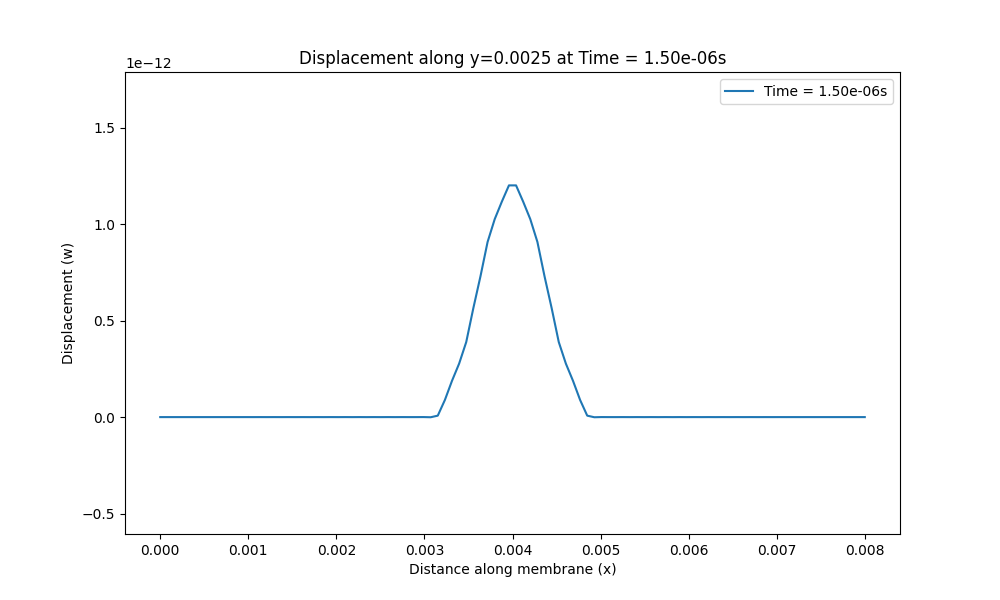 Displacement along y=0.0025 at Time = 1.50e-06s
1e−12
Time = 1.50e-06s
1.5
1.0
0.5
0.0
−0.5
Displacement (w)
0.000 0.001 0.002 0.003 0.004 0.005 0.006 0.007 0.008
Distance along membrane (x)